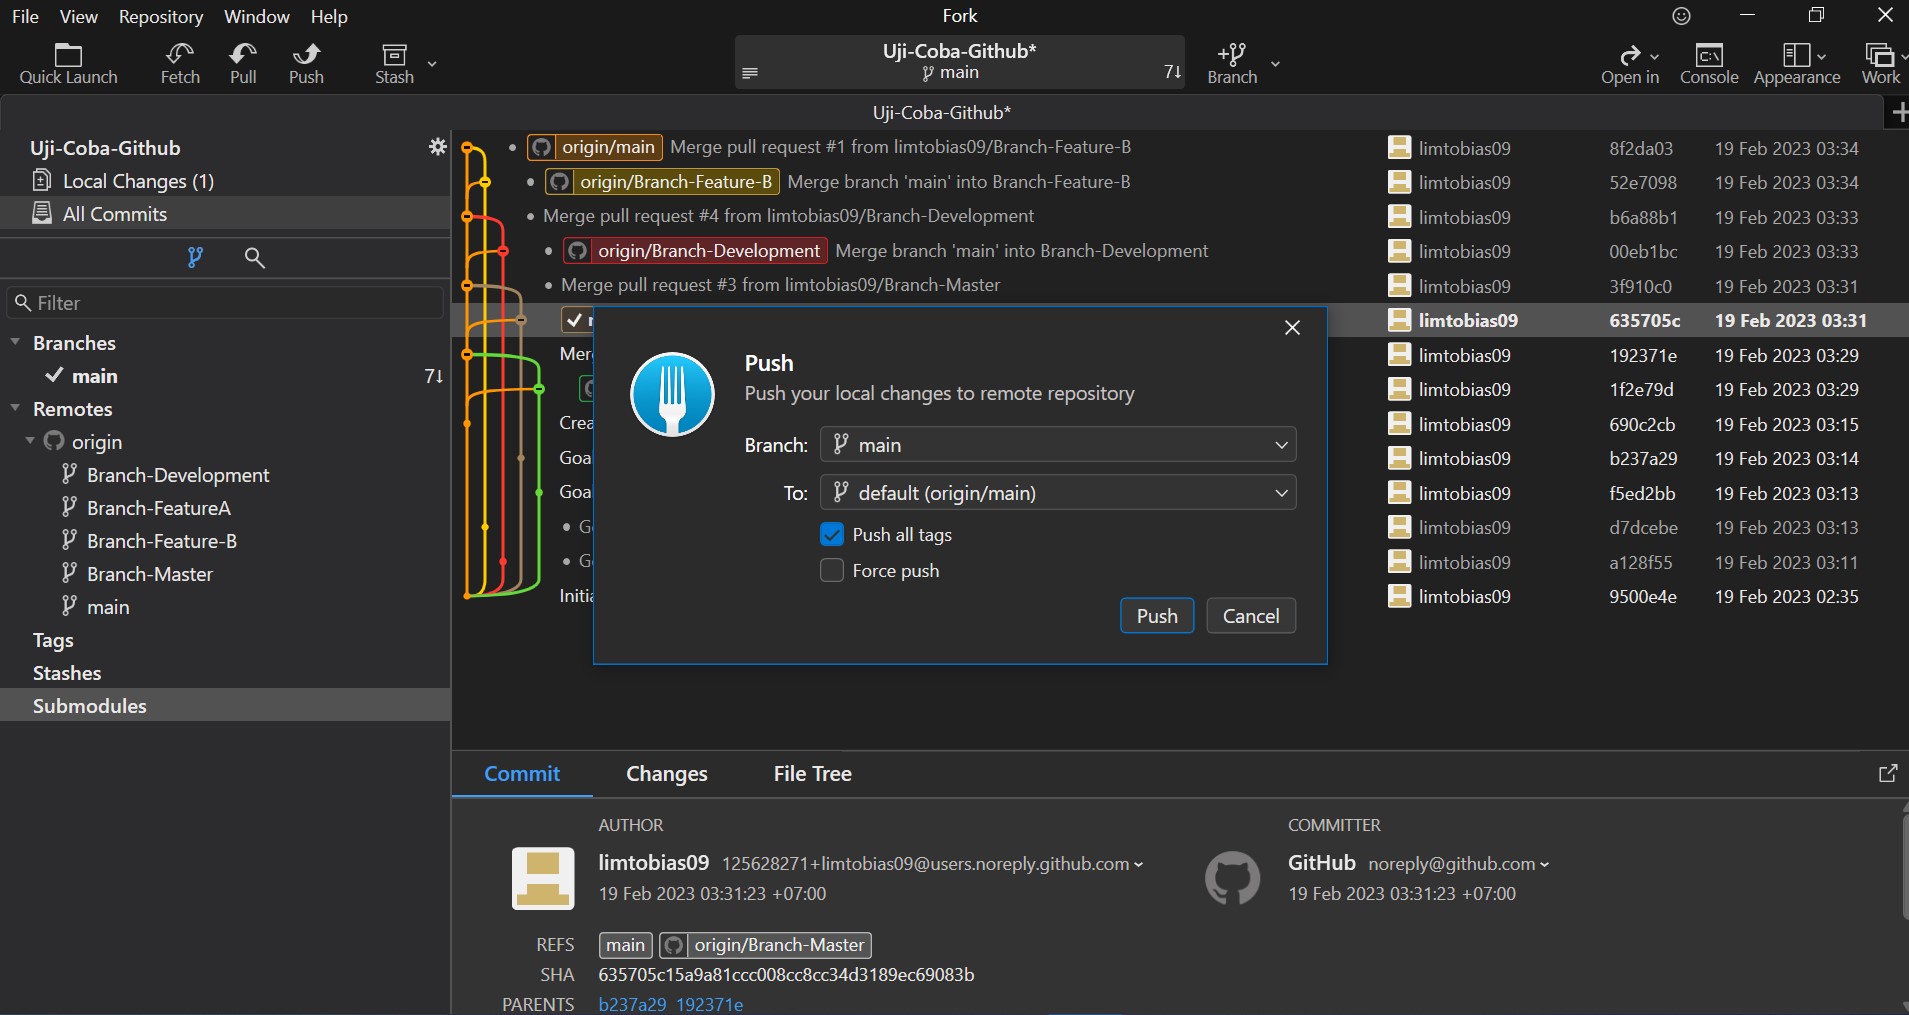 File View Repository Window Help
Fork
Quick Launch Fetch Pull Push Stash
Uji-Coba-Github*
main
7↓
Branch
Open in Console Appearance Work
Uji-Coba-Github*
Uji-Coba-Github
Local Changes (1)
All Commits
Filter
Branches
main 7↓
Remotes
origin
Branch-Development
Branch-FeatureA
Branch-Feature-B
Branch-Master
main
Tags
Stashes
Submodules
origin/main Merge pull request #1 from limtobias09/Branch-Feature-B limtobias09 8f2da03 19 Feb 2023 03:34
origin/Branch-Feature-B Merge branch 'main' into Branch-Feature-B limtobias09 52e7098 19 Feb 2023 03:34
Merge pull request #4 from limtobias09/Branch-Development limtobias09 b6a88b1 19 Feb 2023 03:33
origin/Branch-Development Merge branch 'main' into Branch-Development limtobias09 00eb1bc 19 Feb 2023 03:33
Merge pull request #3 from limtobias09/Branch-Master limtobias09 3f910c0 19 Feb 2023 03:31
limtobias09 635705c 19 Feb 2023 03:31
Mer limtobias09 192371e 19 Feb 2023 03:29
limtobias09 1f2e79d 19 Feb 2023 03:29
Crea limtobias09 690c2cb 19 Feb 2023 03:15
Goa limtobias09 b237a29 19 Feb 2023 03:14
Goa limtobias09 f5ed2bb 19 Feb 2023 03:13
G limtobias09 d7dcebe 19 Feb 2023 03:13
G limtobias09 a128f55 19 Feb 2023 03:11
Initi limtobias09 9500e4e 19 Feb 2023 02:35
Push
Push your local changes to remote repository
Branch: main
To: default (origin/main)
Push all tags
Force push
Push Cancel
Commit Changes File Tree
AUTHOR
limtobias09 125628271+limtobias09@users.noreply.github.com
19 Feb 2023 03:31:23 +07:00
COMMITTER
GitHub noreply@github.com
19 Feb 2023 03:31:23 +07:00
REFS main origin/Branch-Master
SHA 635705c15a9a81ccc008cc8cc34d3189ec69083b
PARENTS b237a29 192371e